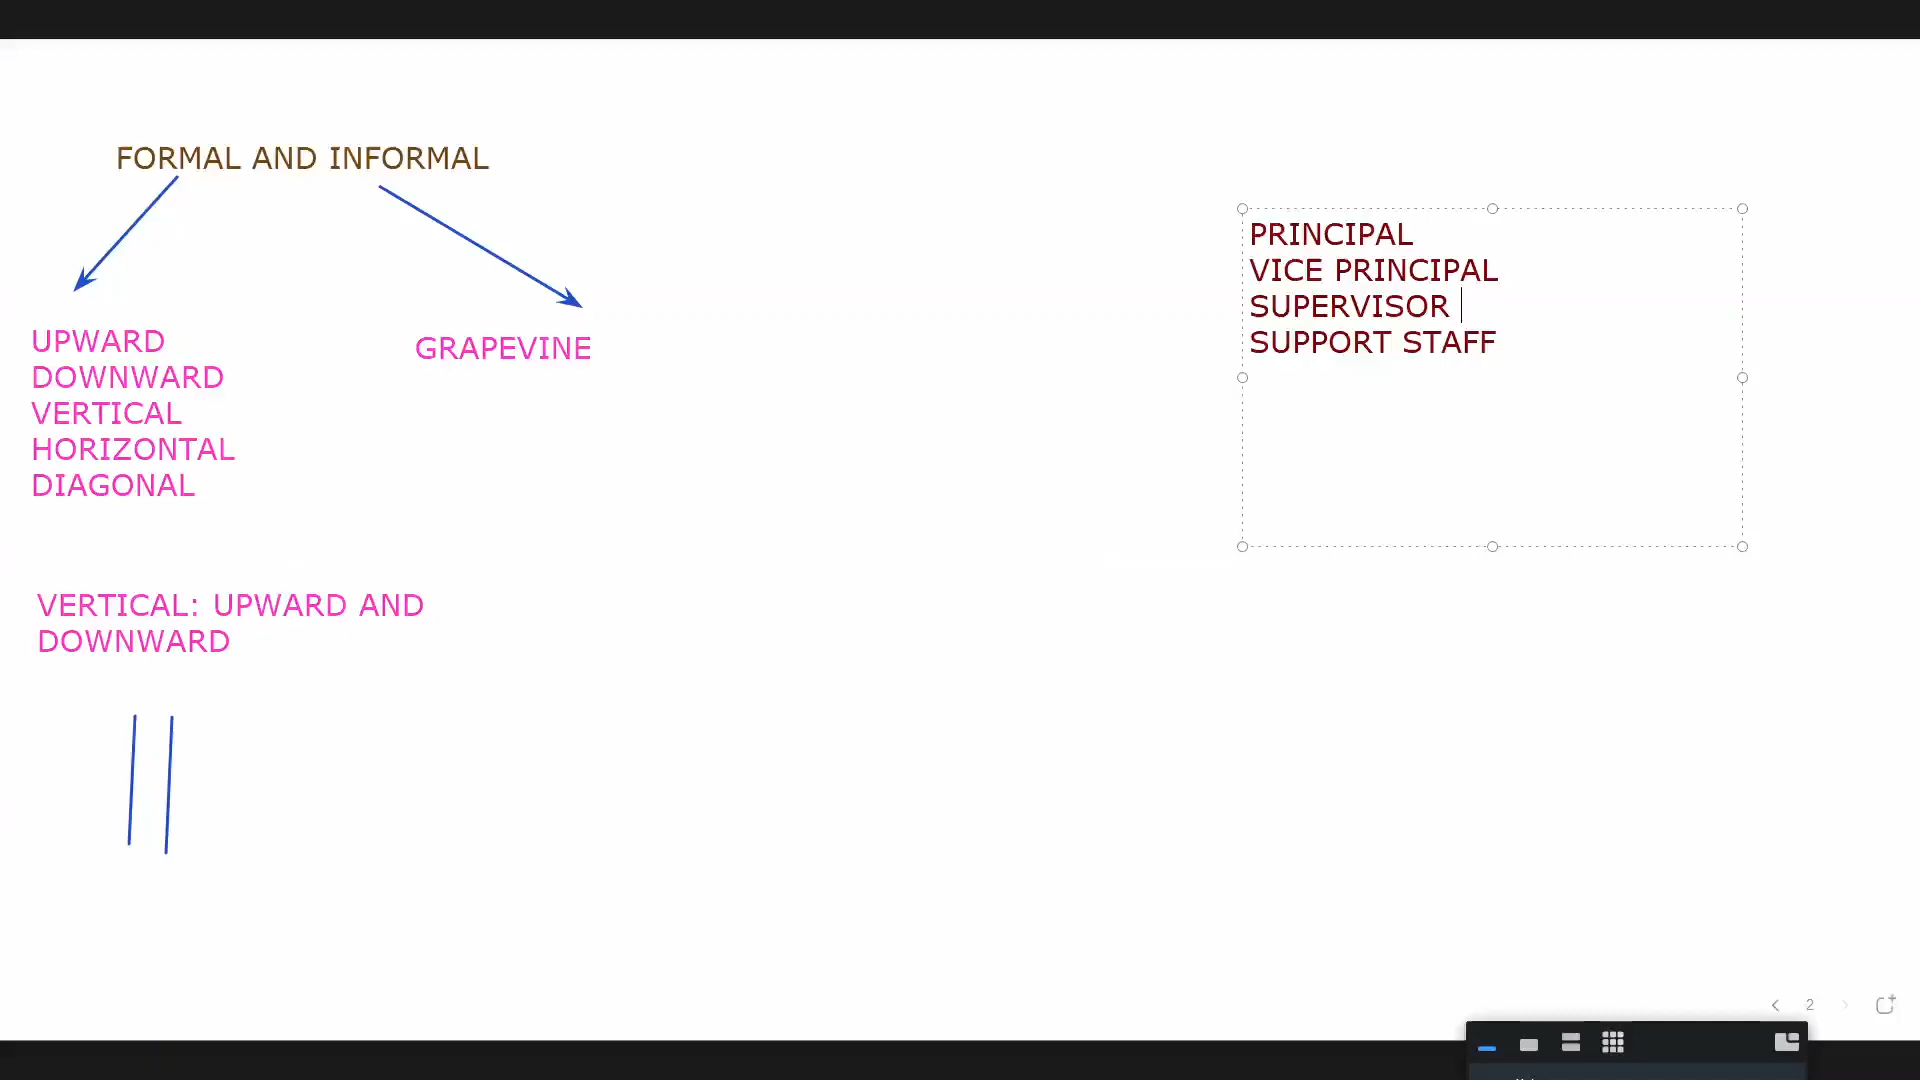 FORMAL AND INFORMAL
UPWARD
DOWNWARD
VERTICAL
HORIZONTAL
DIAGONAL
GRAPEVINE
VERTICAL: UPWARD AND
DOWNWARD
PRINCIPAL
VICE PRINCIPAL
SUPERVISOR
SUPPORT STAFF
2